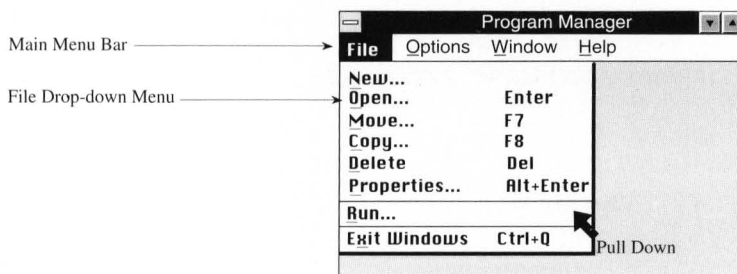 Program Manager
Main Menu Bar
File Options Window Help
New...
File Drop-down Menu
Open... Enter
Move... F7
Copy... F8
Delete Del
Properties... Alt+Enter
Run...
Exit Windows Ctrl+Q
Pull Down